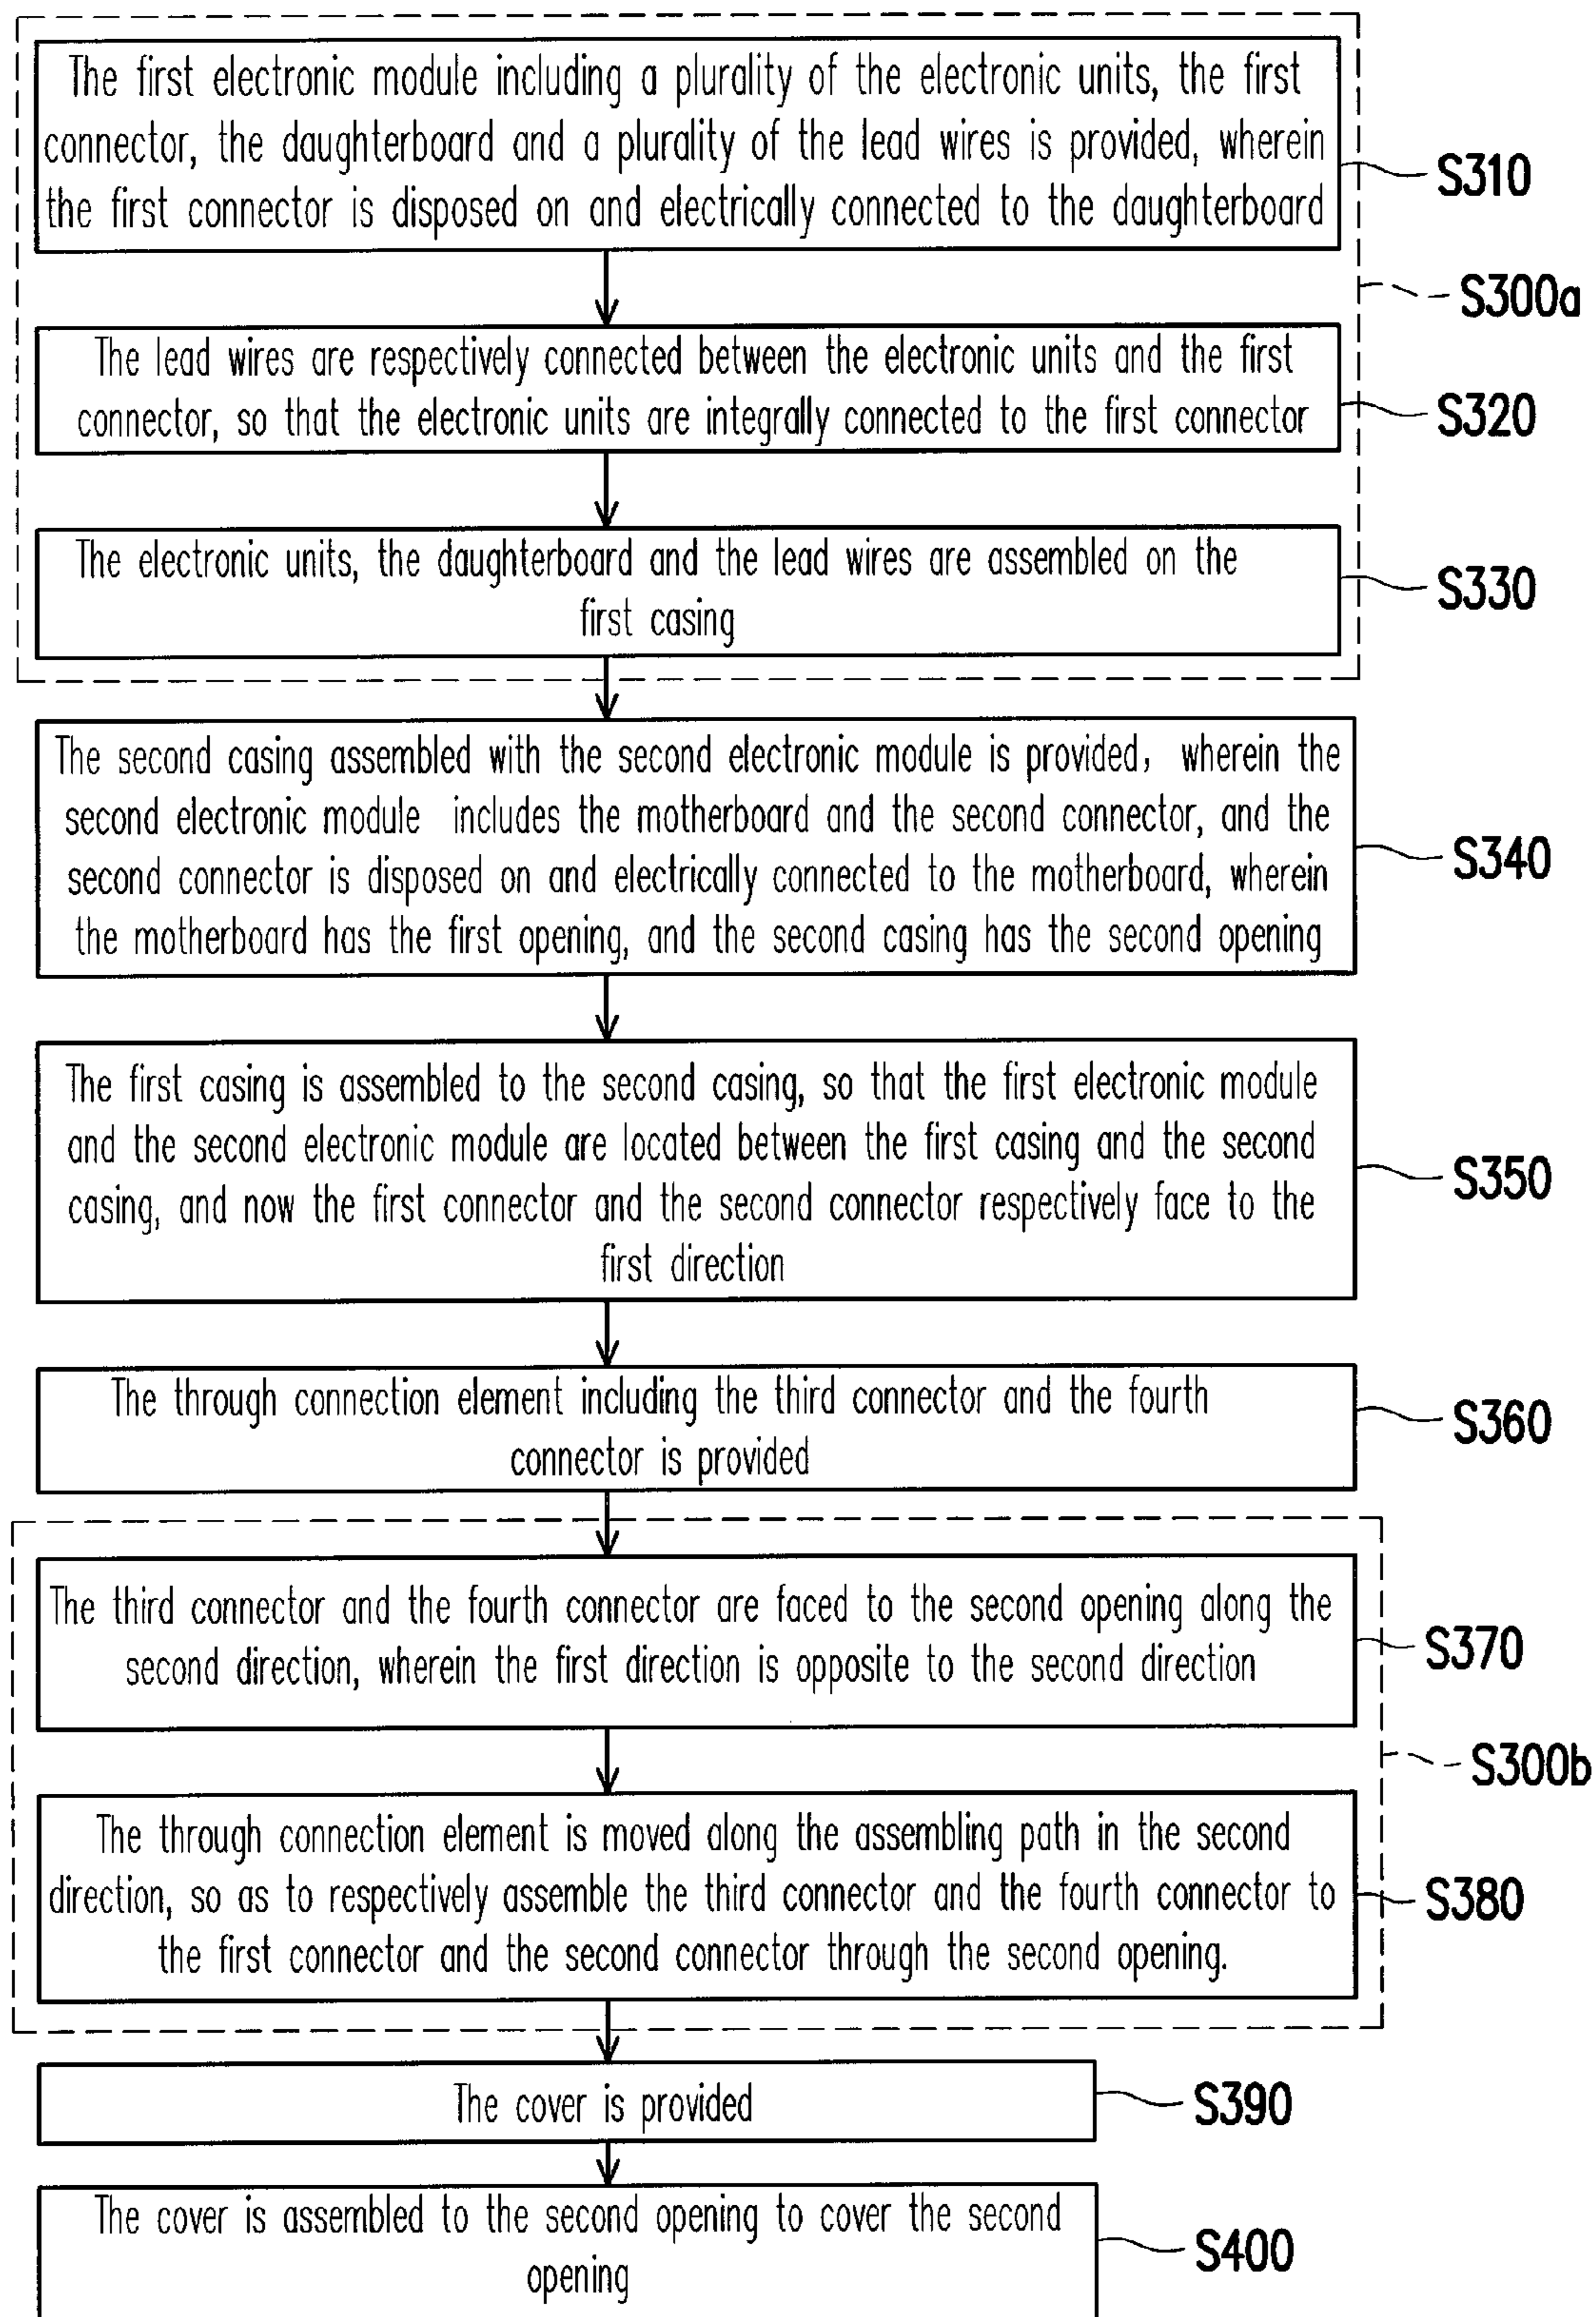 The first electronic module including a plurality of the electronic units, the first
connector, the daughterboard and a plurality of the lead wires is provided, wherein
the first connector is disposed on and electrically connected to the daughterboard
S310
S300a
The lead wires are respectively connected between the electronic units and the first
connector, so that the electronic units are integrally connected to the first connector
S320
The electronic units, the daughterboard and the lead wires are assembled on the
first casing
S330
The second casing assembled with the second electronic module is provided, wherein the
second electronic module includes the motherboard and the second connector, and the
second connector is disposed on and electrically connected to the motherboard, wherein
the motherboard has the first opening, and the second casing has the second opening
S340
The first casing is assembled to the second casing, so that the first electronic module
and the second electronic module are located between the first casing and the second
casing, and now the first connector and the second connector respectively face to the
first direction
S350
The through connection element including the third connector and the fourth
connector is provided
S360
The third connector and the fourth connector are faced to the second opening along the
second direction, wherein the first direction is opposite to the second direction
S370
S300b
The through connection element is moved along the assembling path in the second
direction, so as to respectively assemble the third connector and the fourth connector to
the first connector and the second connector through the second opening.
S380
The cover is provided
S390
The cover is assembled to the second opening to cover the second
opening
S400